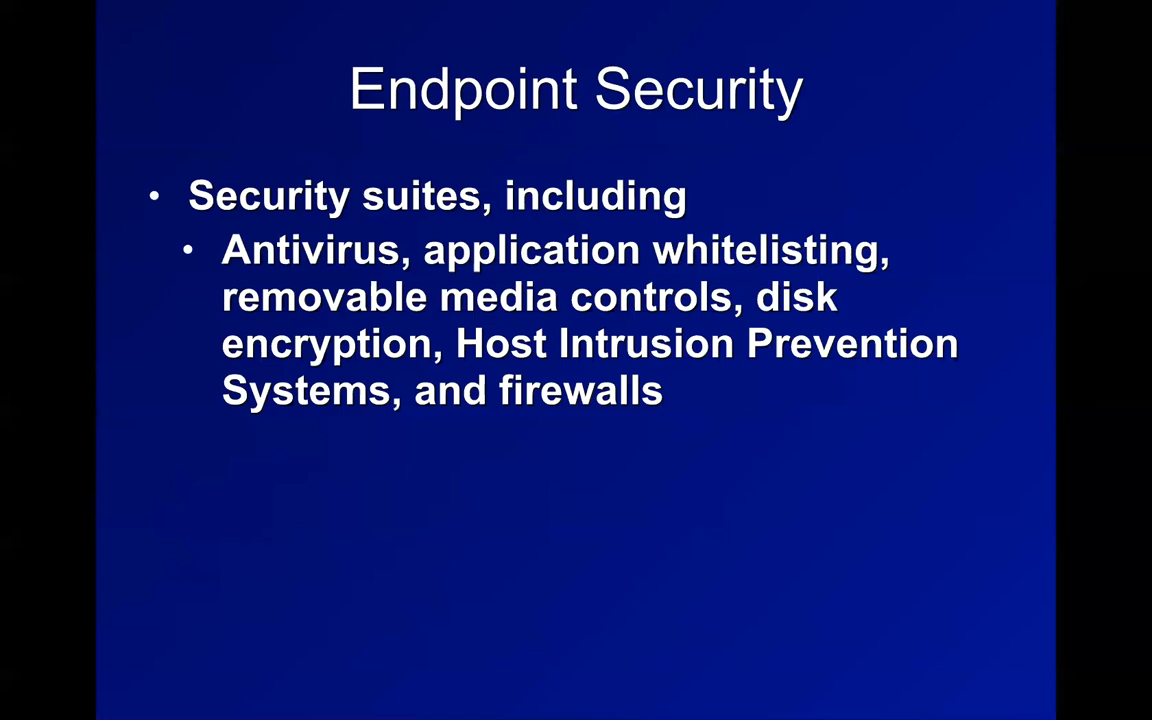 Endpoint Security
• Security suites, including
• Antivirus, application whitelisting,
removable media controls, disk
encryption, Host Intrusion Prevention
Systems, and firewalls